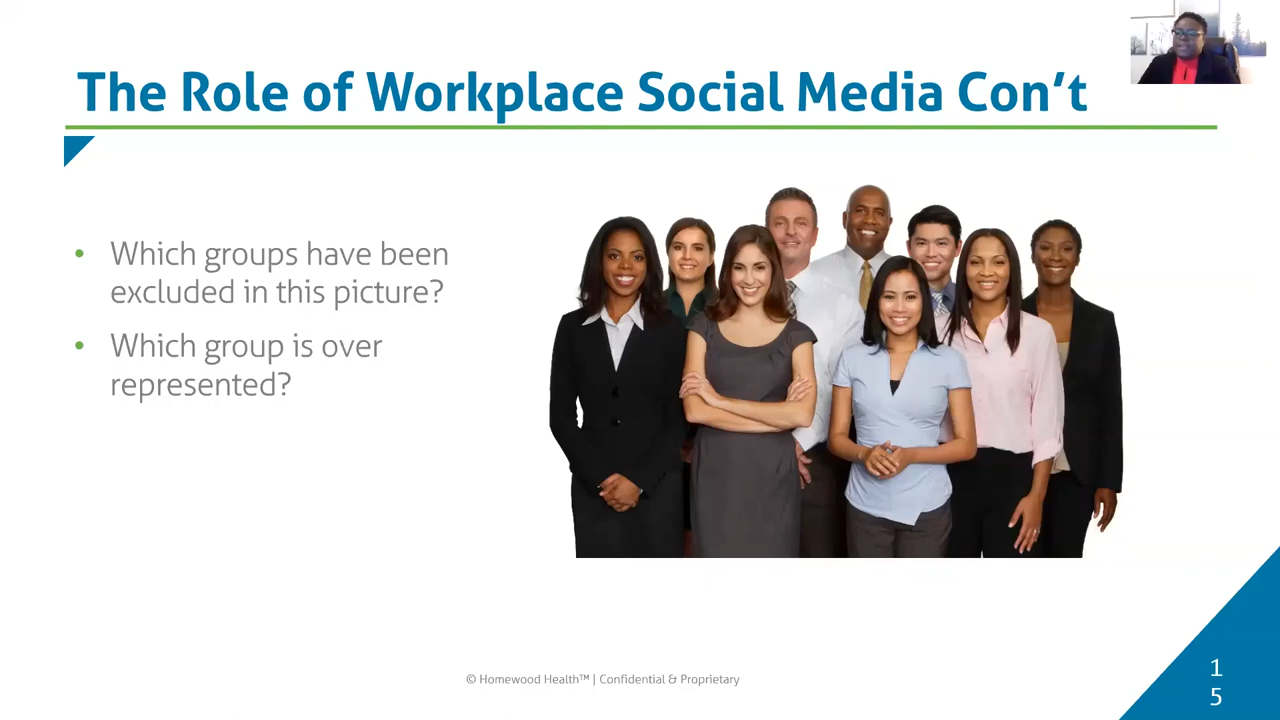 The Role of Workplace Social Media Con’t
• Which groups have been
excluded in this picture?
• Which group is over
represented?
© Homewood Health™ | Confidential & Proprietary
1
5